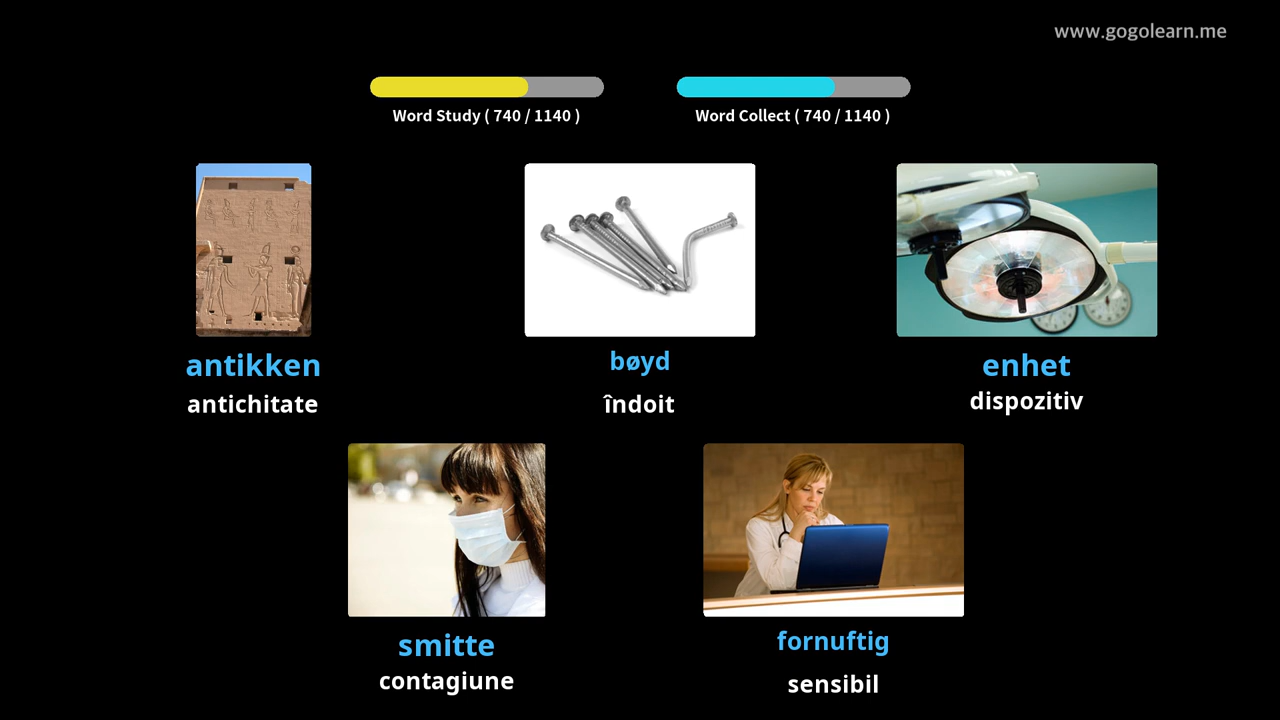 www.gogolearn.me
Word Study ( 740 / 1140 )
Word Collect ( 740 / 1140 )
antikken
antichitate
bøyd
îndoit
enhet
dispozitiv
smitte
contagiune
fornuftig
sensibil